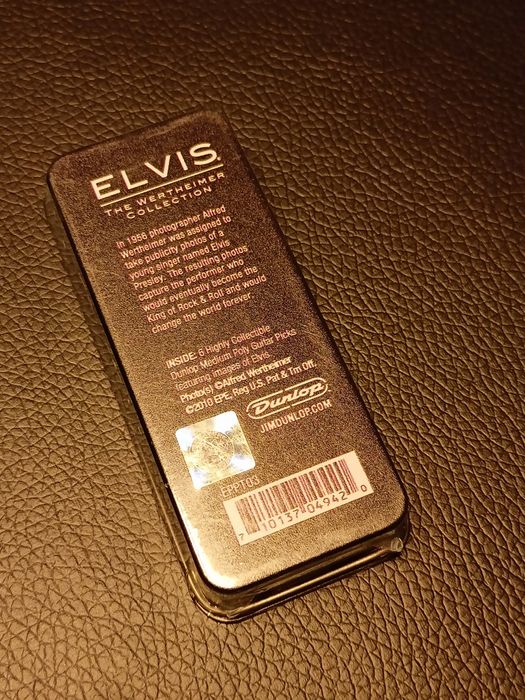 ELVIS.
THE WERTHEIMER
COLLECTION
In 1956 photographer Alfred
Wertheimer was assigned to
take publicity photos of a
young singer named Elvis
Presley. The resulting photos
capture the performer who
would eventually become the
King of Rock & Roll and would
change the world forever.
INSIDE: 6 Highly Collectible
Dunlop Medium Poly Guitar Picks
featuring images of Elvis
Photo(s) ©Alfred Wertheimer
©2010 EPE, Reg U.S. Pat & Tm Off.
Dunlop
JIMDUNLOP.COM
EPPT03
7 10137 04942 0